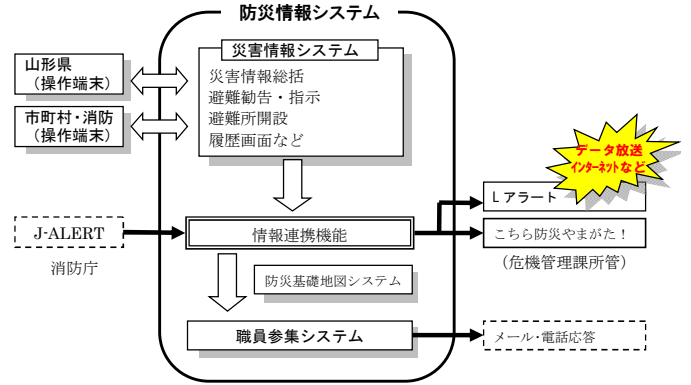 防災情報システム
災害情報システム
山形県
（操作端末）
災害情報総括
避難勧告・指示
避難所開設
履歴画面など
市町村・消防
（操作端末）
データ放送
インターネットなど
Ｌアラート
J-ALERT
情報連携機能
こちら防災やまがた！
消防庁
（危機管理課所管）
防災基礎地図システム
職員参集システム
メール・電話応答